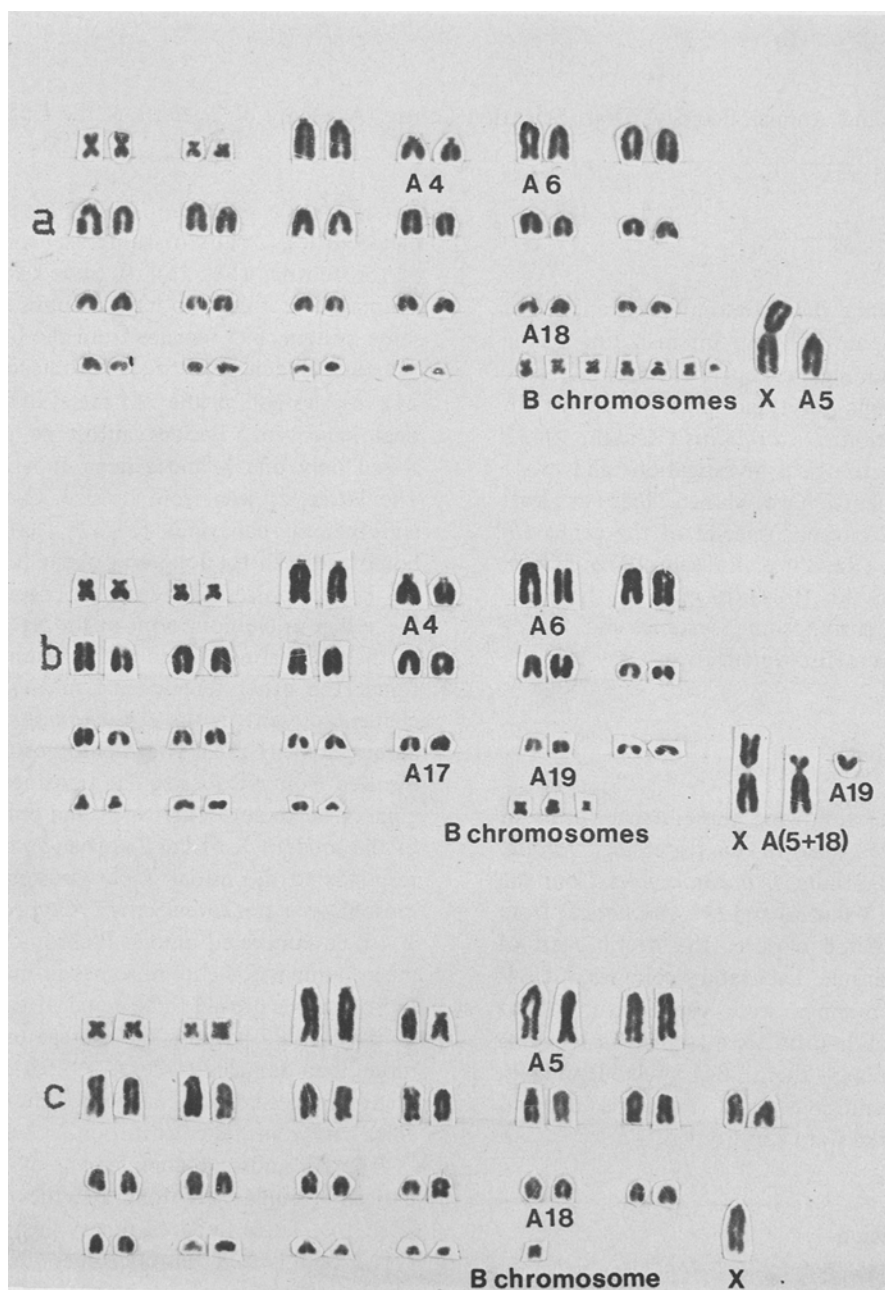 A4 A6
a
A18
B chromosomes X A5
A4 A6
b
A17 A19 A19
B chromosomes X A(5+18)
A5
c
A18
B chromosome X